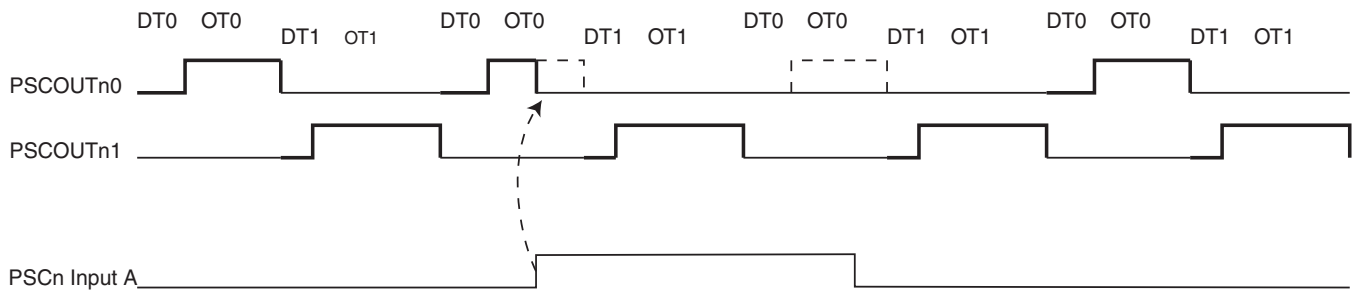 DT0 OT0 DT0 OT0 DT0 OT0 DT0 OT0
DT1 OT1 DT1 OT1 DT1 OT1 DT1 OT1
PSCOUTn0
PSCOUTn1
PSCn Input A